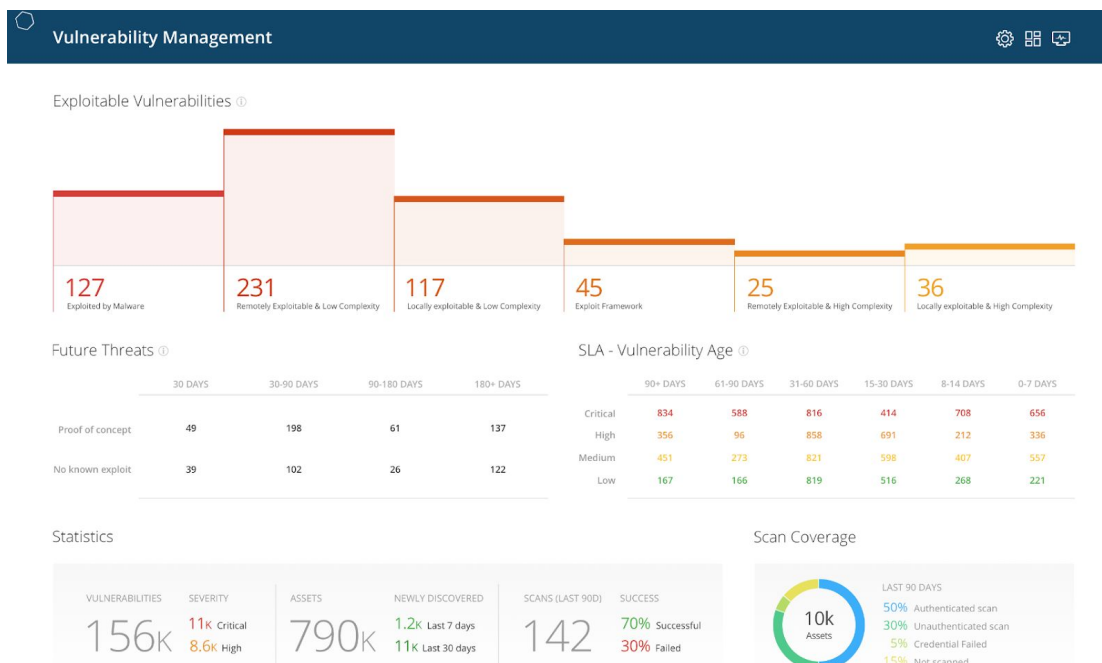 Vulnerability Management
Exploitable Vulnerabilities
127
Exploited by Malware
231
Remotely Exploitable & Low Complexity
117
Locally exploitable & Low Complexity
45
Exploit Framework
25
Remotely Exploitable & High Complexity
36
Locally exploitable & High Complexity
Future Threats
30 DAYS 30-90 DAYS 90-180 DAYS 180+ DAYS
Proof of concept 49 198 61 137
No known exploit 39 102 26 122
SLA - Vulnerability Age
90+ DAYS 61-90 DAYS 31-60 DAYS 15-30 DAYS 8-14 DAYS 0-7 DAYS
Critical 834 588 816 414 708 656
High 356 96 858 691 212 336
Medium 451 273 821 598 407 557
Low 167 166 819 516 268 221
Statistics
VULNERABILITIES
156K
SEVERITY
11K Critical
8.6K High
ASSETS
790K
NEWLY DISCOVERED
1.2K Last 7 days
11K Last 30 days
SCANS (LAST 90D)
142
SUCCESS
70% Successful
30% Failed
Scan Coverage
10k
Assets
LAST 90 DAYS
50% Authenticated scan
30% Unauthenticated scan
5% Credential Failed
15% Not scanned